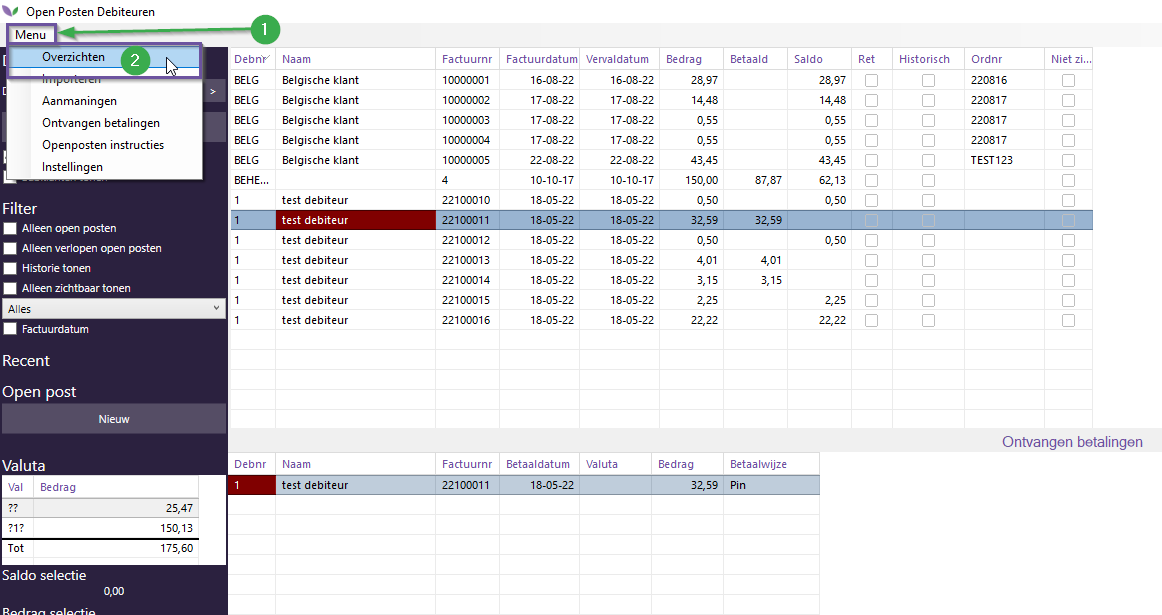 Open Posten Debiteuren
Menu
1
Overzichten
2
Importeren
Aanmaningen
Ontvangen betalingen
Openposten instructies
Instellingen
>
Filter
Alleen open posten
Alleen verlopen open posten
Historie tonen
Alleen zichtbaar tonen
Alles
Factuurdatum
Recent
Open post
Nieuw
Valuta
Val Bedrag
?? 25,47
?1? 150,13
Tot 175,60
Saldo selectie
0,00
Bedrag selectie
Debnr Naam Factuurnr Factuurdatum Vervaldatum Bedrag Betaald Saldo Ret Historisch Ordnr Niet zi...
BELG Belgische klant 10000001 16-08-22 16-08-22 28,97 28,97 220816
BELG Belgische klant 10000002 17-08-22 17-08-22 14,48 14,48 220817
BELG Belgische klant 10000003 17-08-22 17-08-22 0,55 0,55 220817
BELG Belgische klant 10000004 17-08-22 17-08-22 0,55 0,55 220817
BELG Belgische klant 10000005 22-08-22 22-08-22 43,45 43,45 TEST123
BEHE... 4 10-10-17 10-10-17 150,00 87,87 62,13
1 test debiteur 22100010 18-05-22 18-05-22 0,50 0,50
1 test debiteur 22100011 18-05-22 18-05-22 32,59 32,59
1 test debiteur 22100012 18-05-22 18-05-22 0,50 0,50
1 test debiteur 22100013 18-05-22 18-05-22 4,01 4,01
1 test debiteur 22100014 18-05-22 18-05-22 3,15 3,15
1 test debiteur 22100015 18-05-22 18-05-22 2,25 2,25
1 test debiteur 22100016 18-05-22 18-05-22 22,22 22,22
Ontvangen betalingen
Debnr Naam Factuurnr Betaaldatum Valuta Bedrag Betaalwijze
1 test debiteur 22100011 18-05-22 32,59 Pin